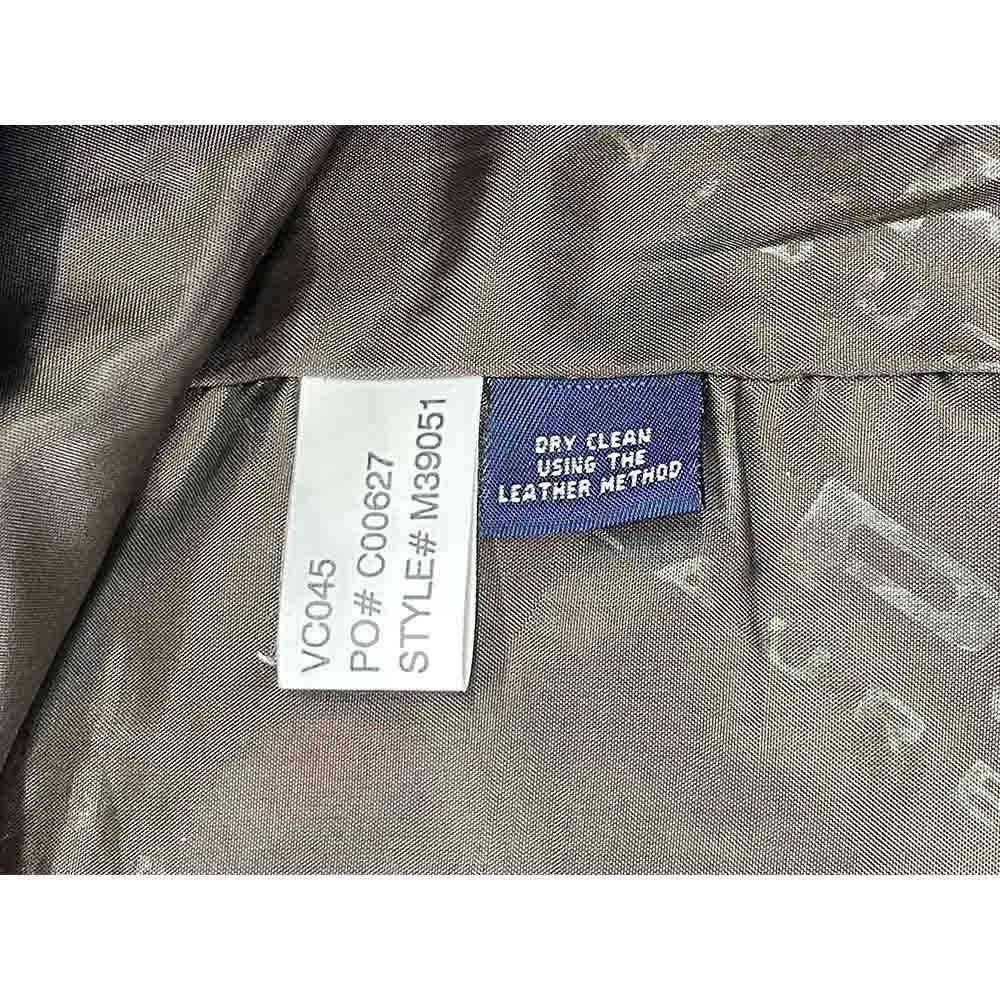 VC045
PO# C00627
STYLE# M39051
DRY CLEAN
USING THE
LEATHER METHOD